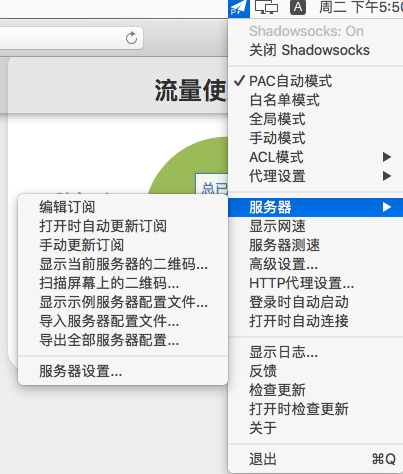 周二 下午5:50
Shadowsocks: On
关闭 Shadowsocks
流量使
PAC自动模式
白名单模式
全局模式
手动模式
ACL模式
代理设置
总已
服务器
显示网速
服务器测速
高级设置...
HTTP代理设置...
登录时自动启动
打开时自动连接
显示日志...
反馈
检查更新
打开时检查更新
关于
退出 ⌘Q
编辑订阅
打开时自动更新订阅
手动更新订阅
显示当前服务器的二维码...
扫描屏幕上的二维码...
显示示例服务器配置文件...
导入服务器配置文件...
导出全部服务器配置...
服务器设置...